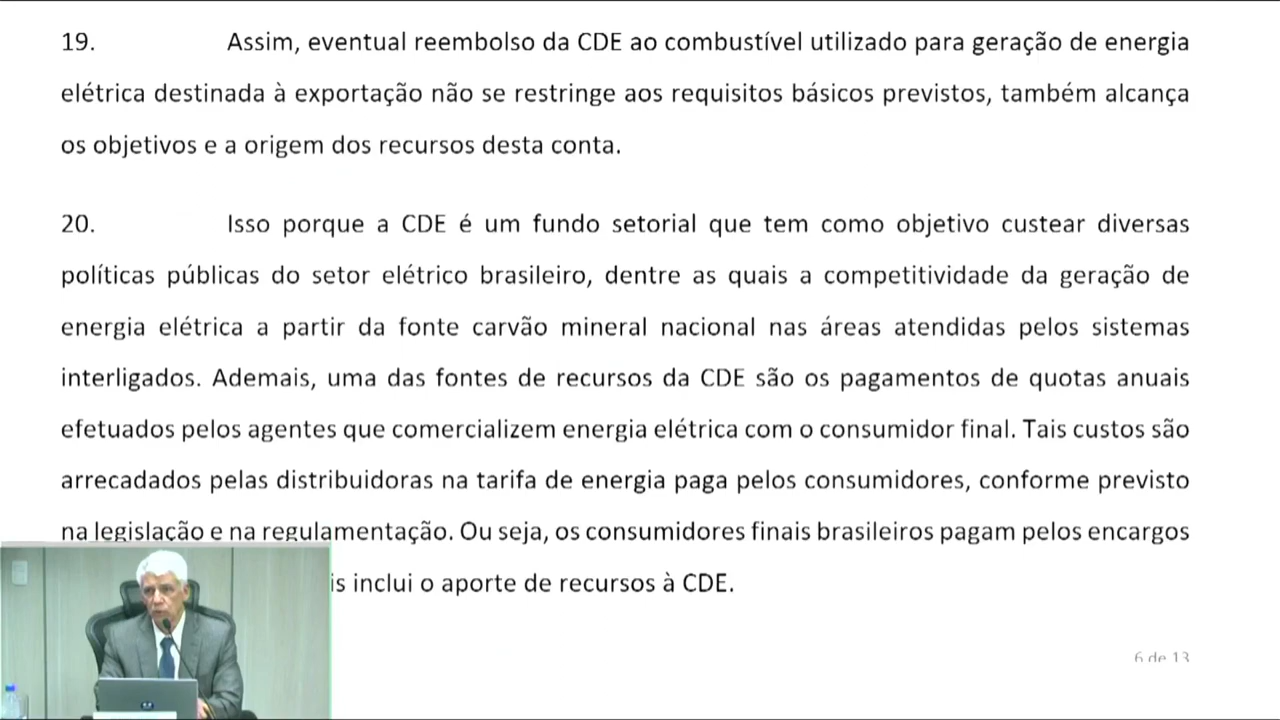 19. Assim, eventual reembolso da CDE ao combustível utilizado para geração de energia
elétrica destinada à exportação não se restringe aos requisitos básicos previstos, também alcança
os objetivos e a origem dos recursos desta conta.
20. Isso porque a CDE é um fundo setorial que tem como objetivo custear diversas
políticas públicas do setor elétrico brasileiro, dentre as quais a competitividade da geração de
energia elétrica a partir da fonte carvão mineral nacional nas áreas atendidas pelos sistemas
interligados. Ademais, uma das fontes de recursos da CDE são os pagamentos de quotas anuais
efetuados pelos agentes que comercializem energia elétrica com o consumidor final. Tais custos são
arrecadados pelas distribuidoras na tarifa de energia paga pelos consumidores, conforme previsto
na legislação e na regulamentação. Ou seja, os consumidores finais brasileiros pagam pelos encargos
is inclui o aporte de recursos à CDE.
6 de 13